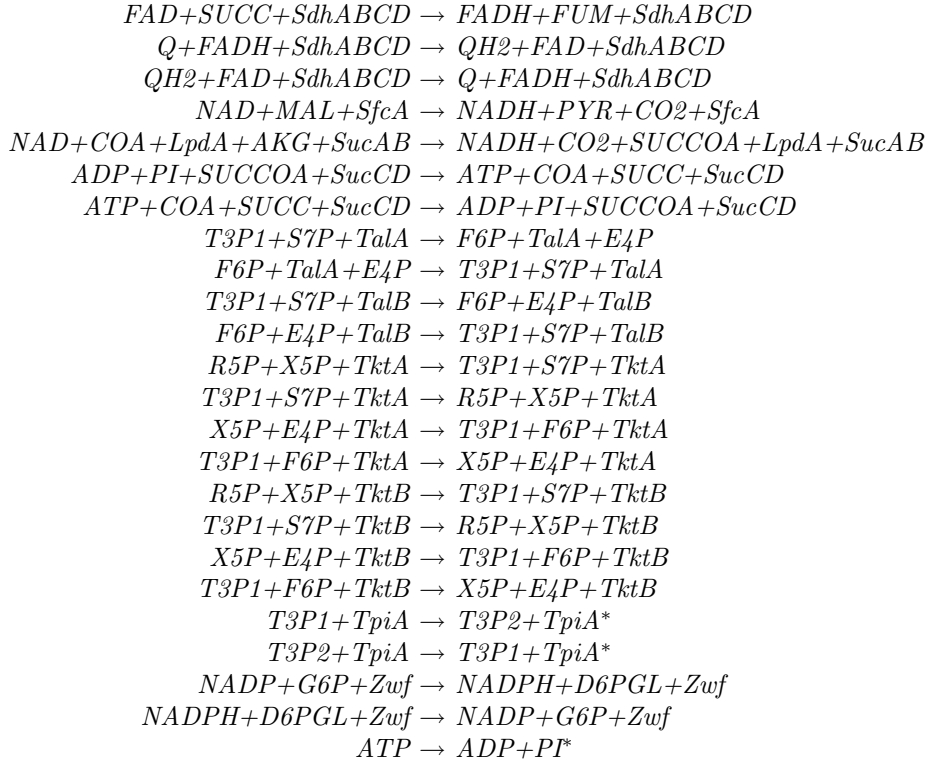 FAD+SUCC+SdhABCD → FADH+FUM+SdhABCD
Q+FADH+SdhABCD → QH2+FAD+SdhABCD
QH2+FAD+SdhABCD → Q+FADH+SdhABCD
NAD+MAL+SfcA → NADH+PYR+CO2+SfcA
NAD+COA+LpdA+AKG+SucAB → NADH+CO2+SUCCOA+LpdA+SucAB
ADP+PI+SUCCOA+SucCD → ATP+COA+SUCC+SucCD
ATP+COA+SUCC+SucCD → ADP+PI+SUCCOA+SucCD
T3P1+S7P+TalA → F6P+TalA+E4P
F6P+TalA+E4P → T3P1+S7P+TalA
T3P1+S7P+TalB → F6P+E4P+TalB
F6P+E4P+TalB → T3P1+S7P+TalB
R5P+X5P+TktA → T3P1+S7P+TktA
T3P1+S7P+TktA → R5P+X5P+TktA
X5P+E4P+TktA → T3P1+F6P+TktA
T3P1+F6P+TktA → X5P+E4P+TktA
R5P+X5P+TktB → T3P1+S7P+TktB
T3P1+S7P+TktB → R5P+X5P+TktB
X5P+E4P+TktB → T3P1+F6P+TktB
T3P1+F6P+TktB → X5P+E4P+TktB
T3P1+TpiA → T3P2+TpiA*
T3P2+TpiA → T3P1+TpiA*
NADP+G6P+Zwf → NADPH+D6PGL+Zwf
NADPH+D6PGL+Zwf → NADP+G6P+Zwf
ATP → ADP+PI*